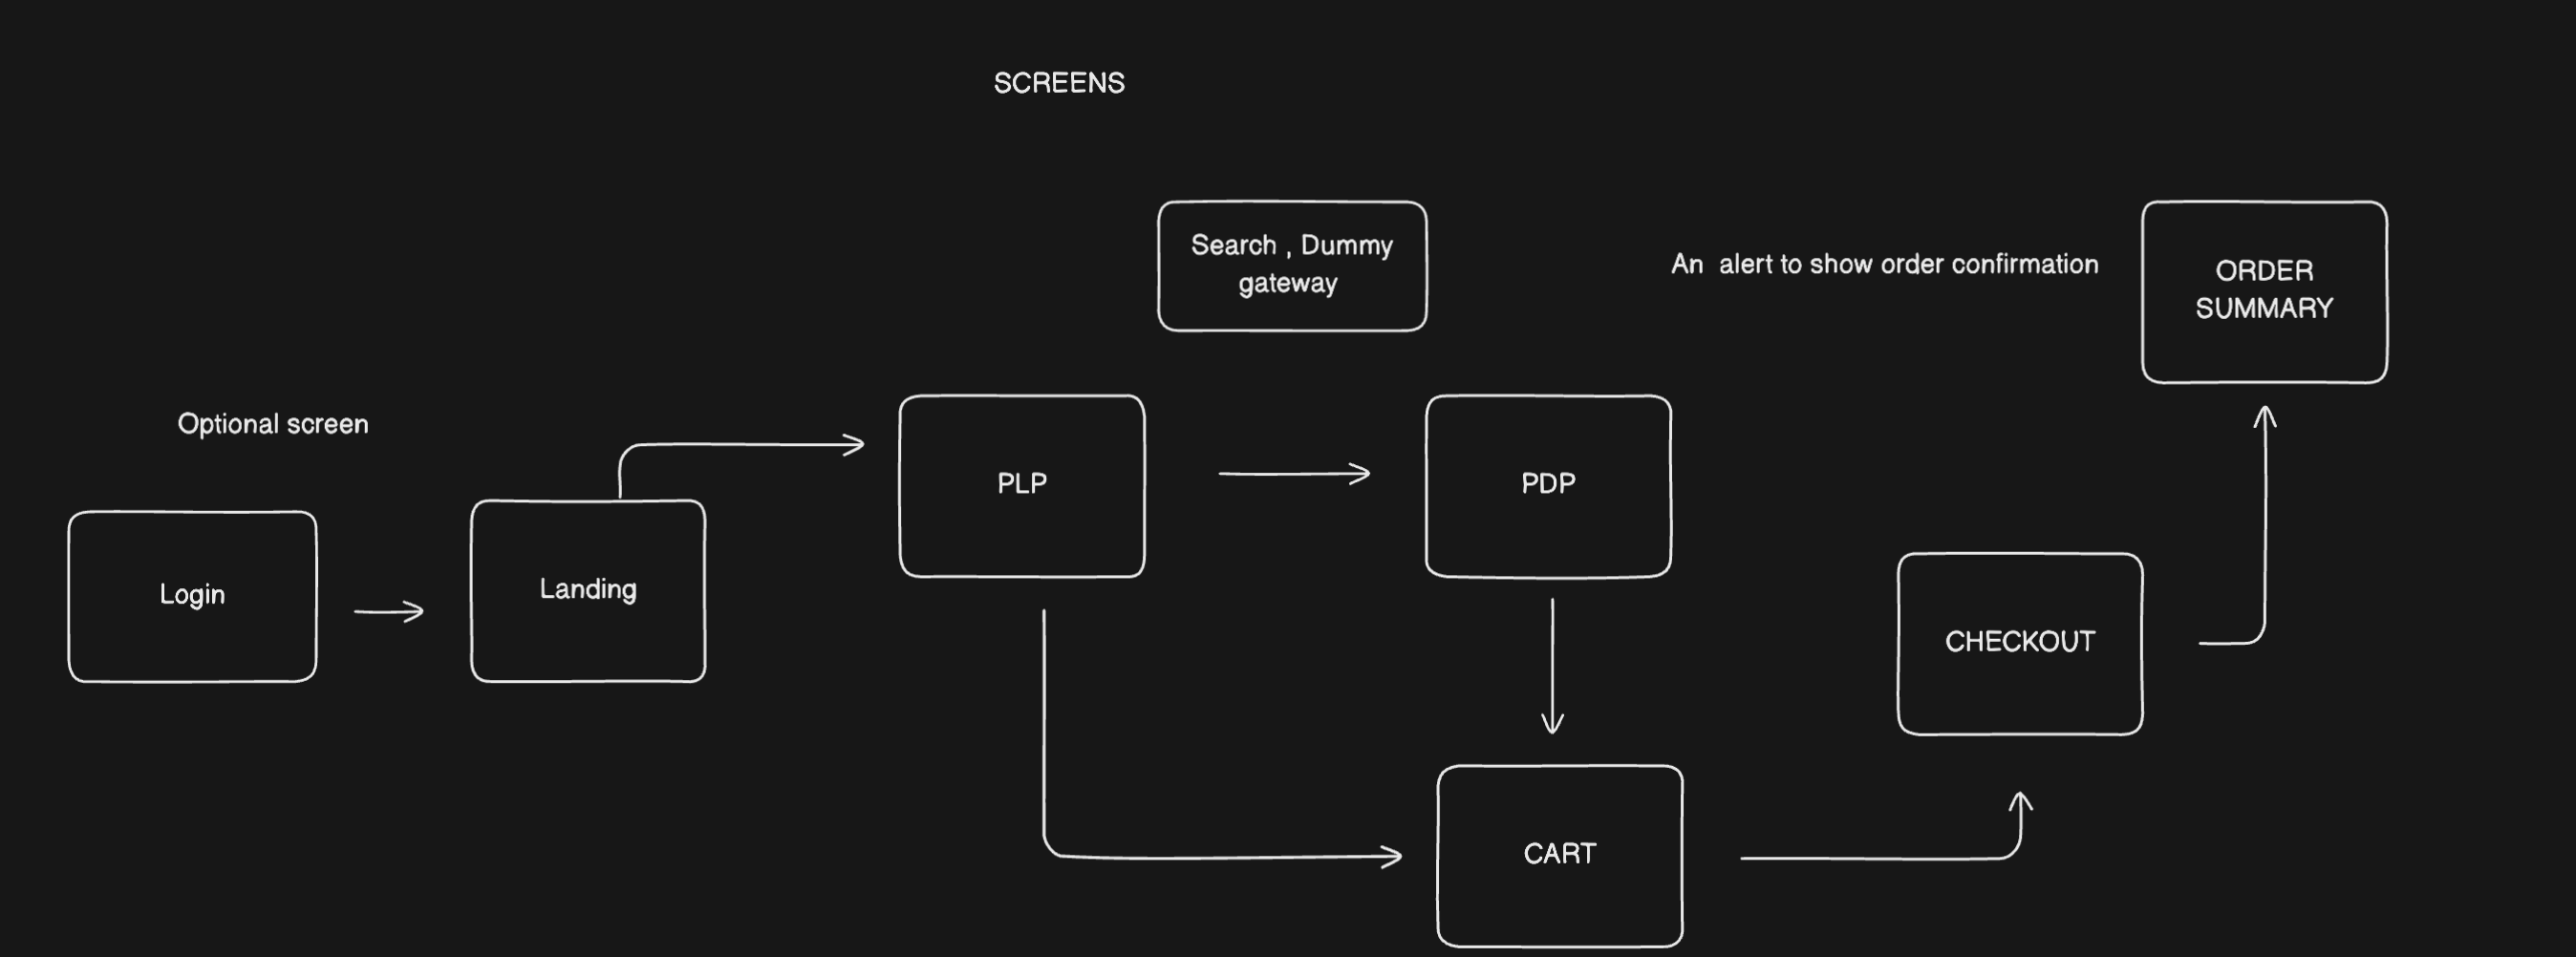 SCREENS
Search , Dummy
gateway
An alert to show order confirmation
ORDER
SUMMARY
Optional screen
PLP
PDP
Login
Landing
CHECKOUT
CART